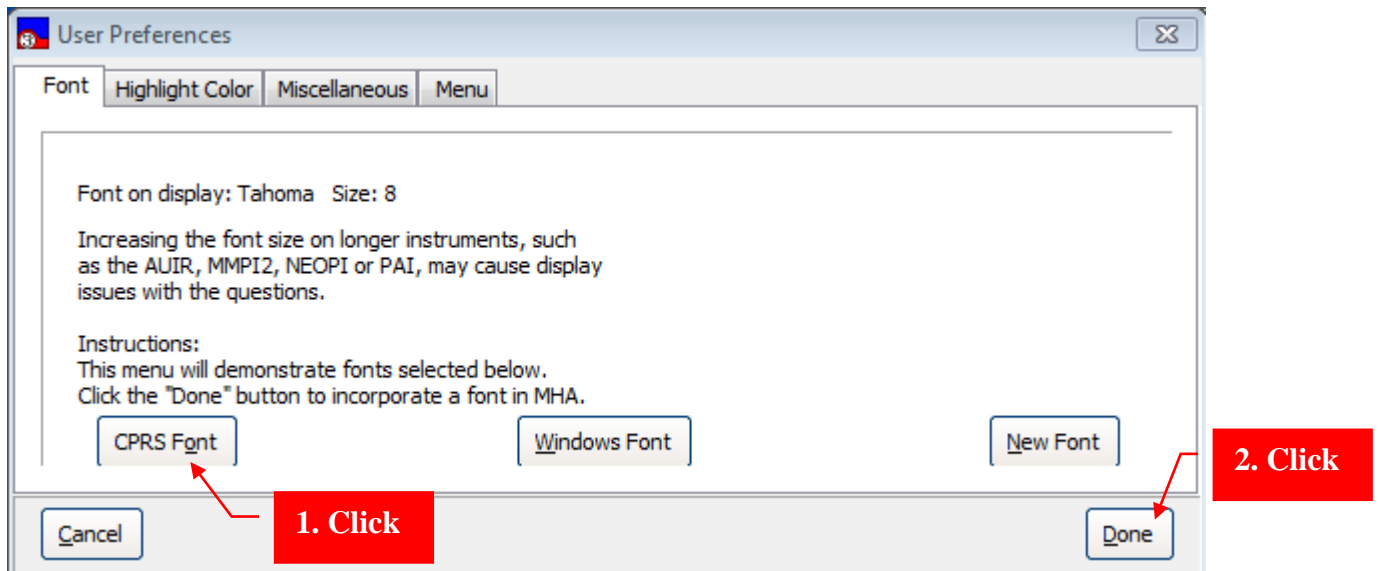 User Preferences
Font Highlight Color Miscellaneous Menu
Font on display: Tahoma Size: 8
Increasing the font size on longer instruments, such
as the AUIR, MMPI2, NEOPI or PAI, may cause display
issues with the questions.
Instructions:
This menu will demonstrate fonts selected below.
Click the "Done" button to incorporate a font in MHA.
CPRS Font Windows Font New Font
2. Click
1. Click
Cancel Done